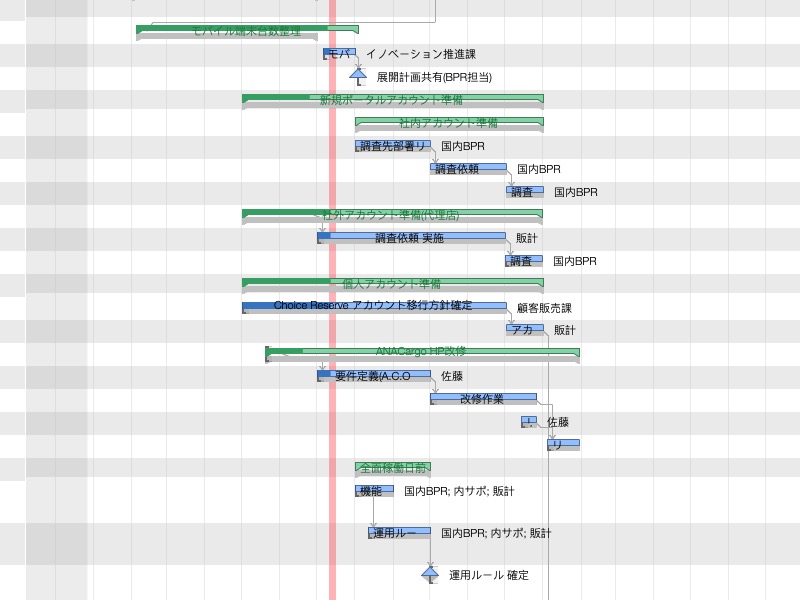 モバイル端末台数整理
モバ イノベーション推進課
展開計画共有(BPR担当)
新規ポータルアカウント準備
社内アカウント準備
調査先部署リ 国内BPR
調査依頼 国内BPR
調査 国内BPR
社外アカウント準備(代理店)
調査依頼 実施 販計
調査 国内BPR
個人アカウント準備
Choice Reserve アカウント移行方針確定 顧客販売課
アカ 販計
ANACargo HP改修
要件定義(A.C.O 佐藤
改修作業
佐藤
リ
全面稼働日前
機能 国内BPR; 内サポ; 販計
運用ルー 国内BPR; 内サポ; 販計
運用ルール 確定